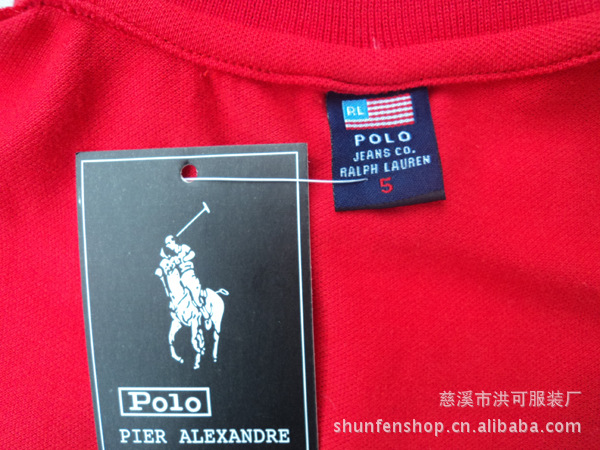 RL
POLO
JEANS CO.
RALPH LAUREN
5
Polo
PIER ALEXANDRE
慈溪市洪可服装厂
shunfenshop.cn.alibaba.com